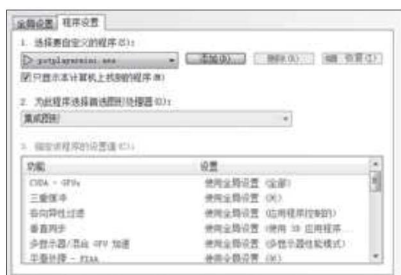 全局设置 程序设置
1. 选择要自定义的程序(S):
potplayermini.exe 添加(D)... 删除(R) 恢复(I)
只显示本计算机上找到的程序(H)
2. 为此程序选择首选图形处理器(O):
集成图形
3. 指定该程序的设置值(C):
功能 设置
CUDA - GPUs 使用全局设置 (全部)
三重缓冲 使用全局设置 (关)
各向异性过滤 使用全局设置 (应用程序控制的)
垂直同步 使用全局设置 (使用 3D 应用程序...
多显示器/混合 GPU 加速 使用全局设置 (多显示器性能模式)
平滑处理 - FXAA 使用全局设置 (关)